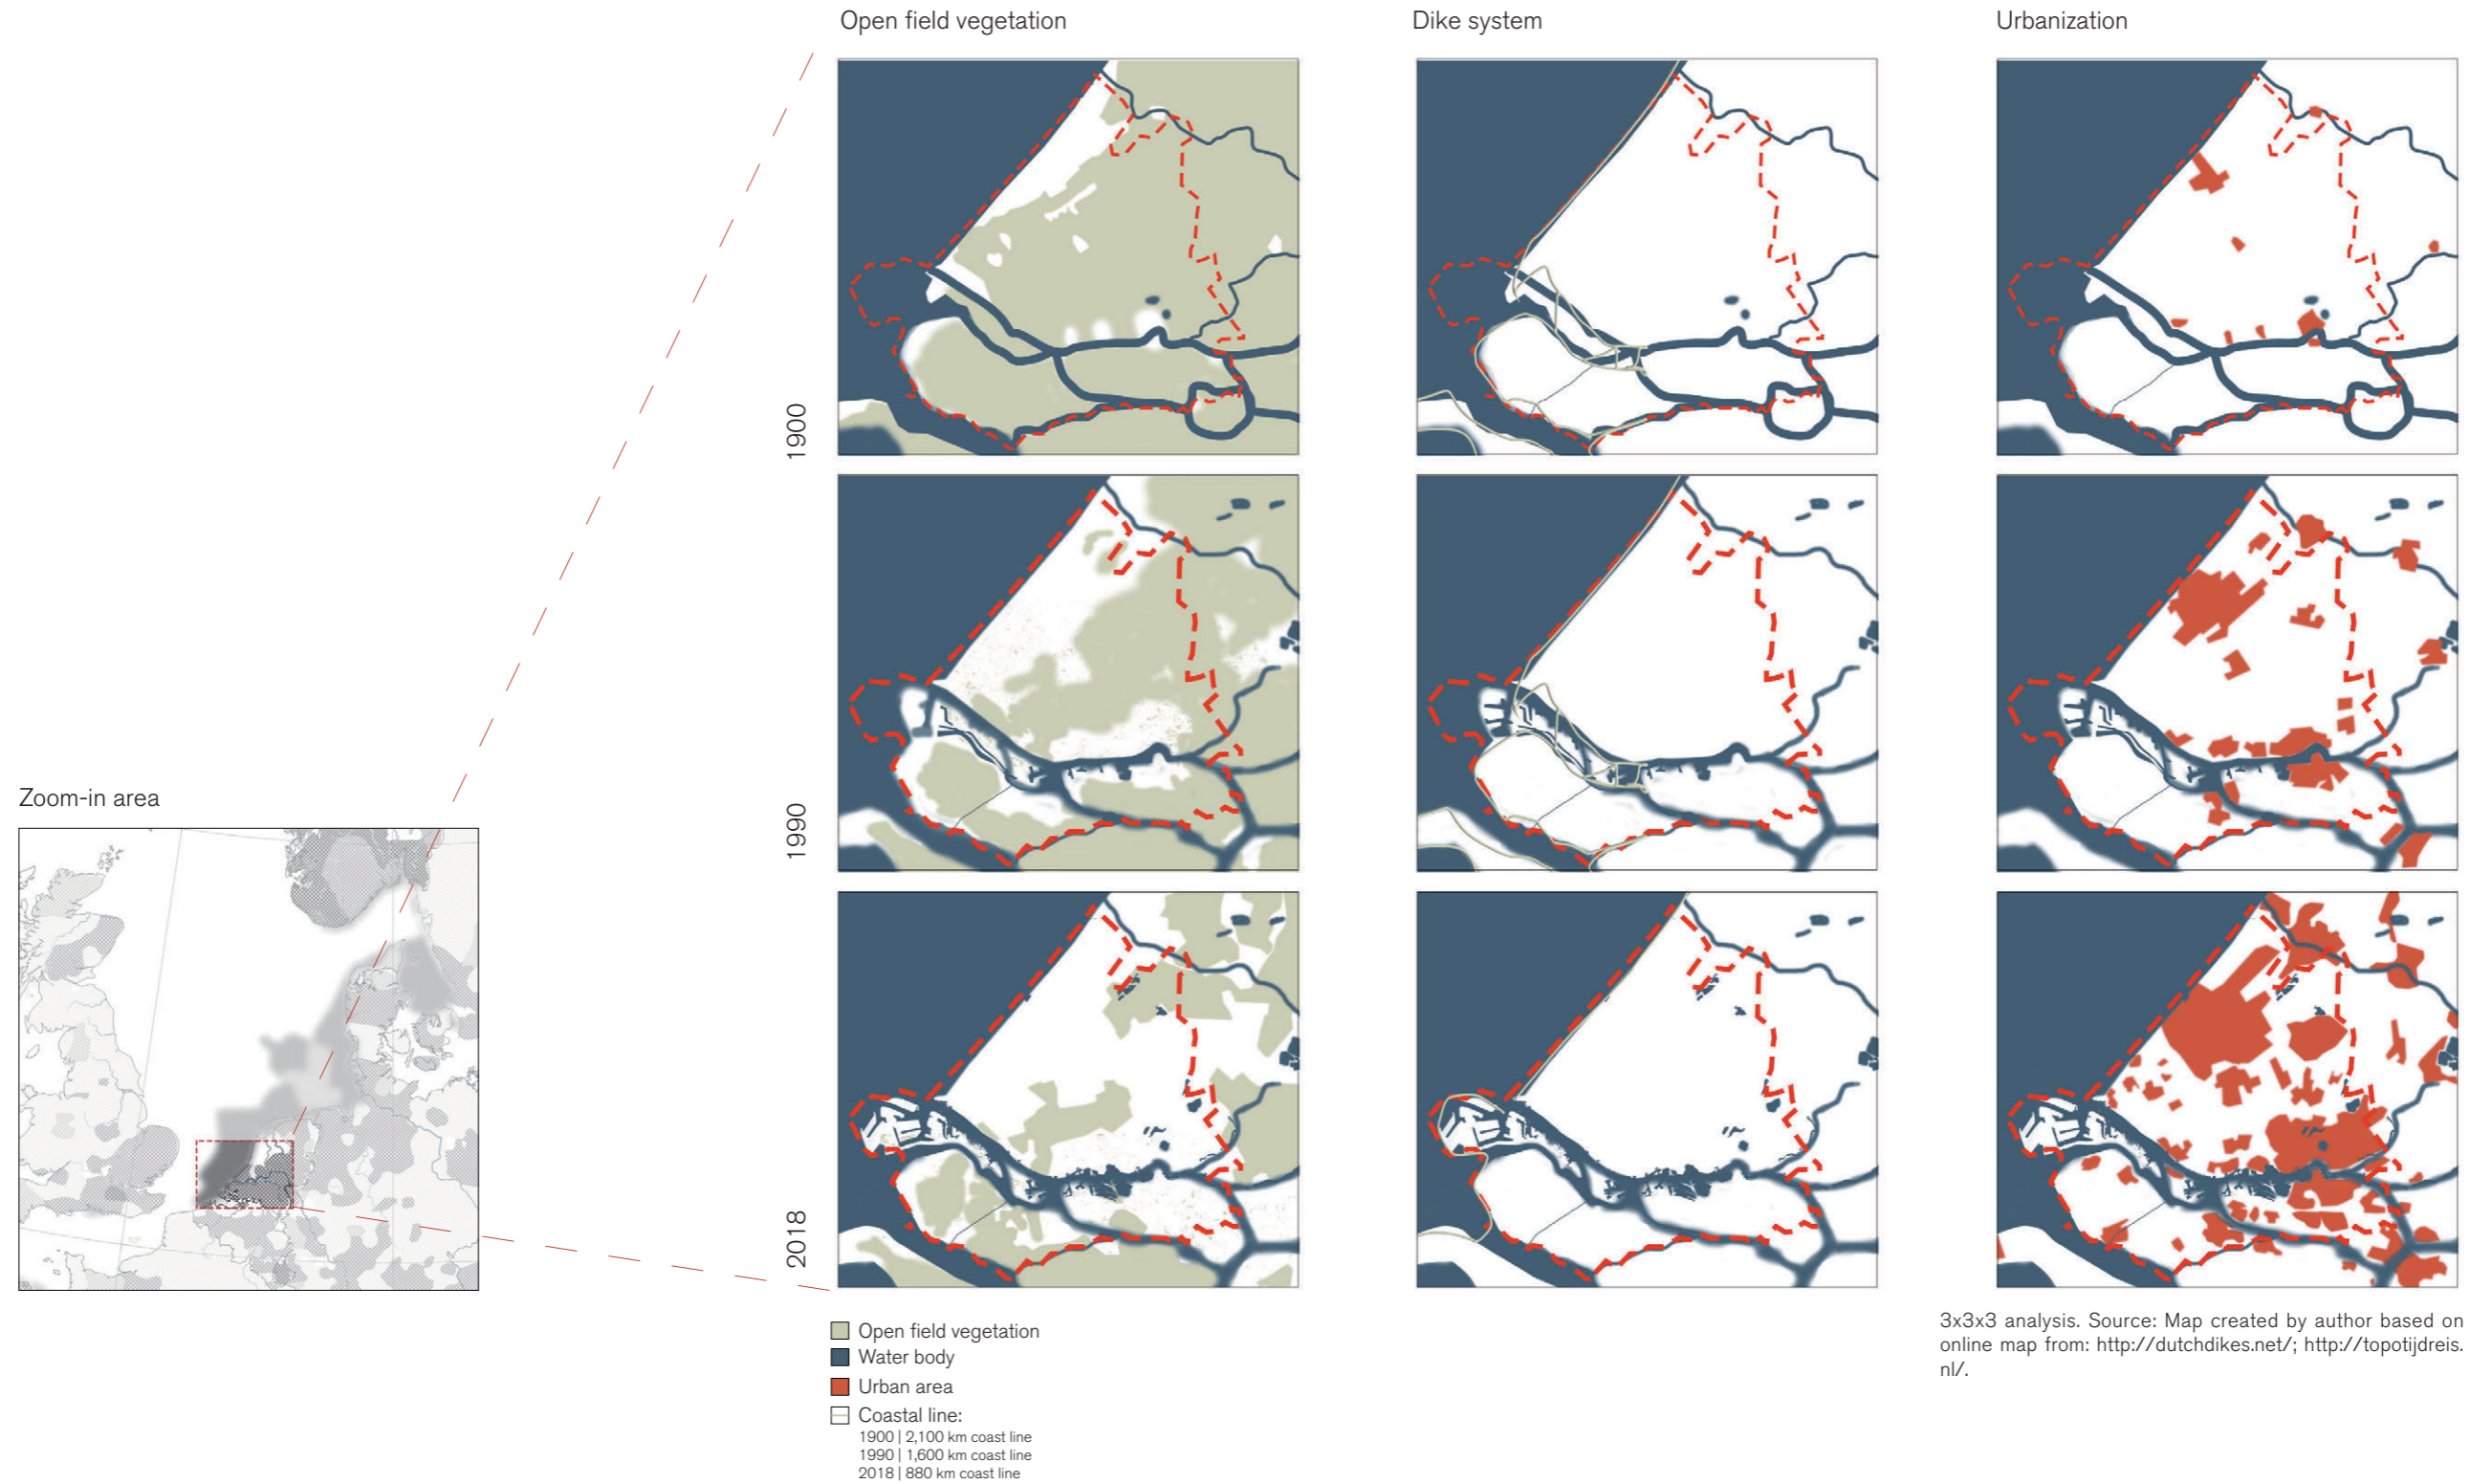 Open field vegetation
Dike system
Urbanization
1900
1990
2018
Zoom-in area
Open field vegetation
Water body
Urban area
Coastal line:
1900 | 2,100 km coast line
1990 | 1,600 km coast line
2018 | 880 km coast line
3x3x3 analysis. Source: Map created by author based on
online map from: http://dutchdikes.net/; http://topotijdreis.
nl/.